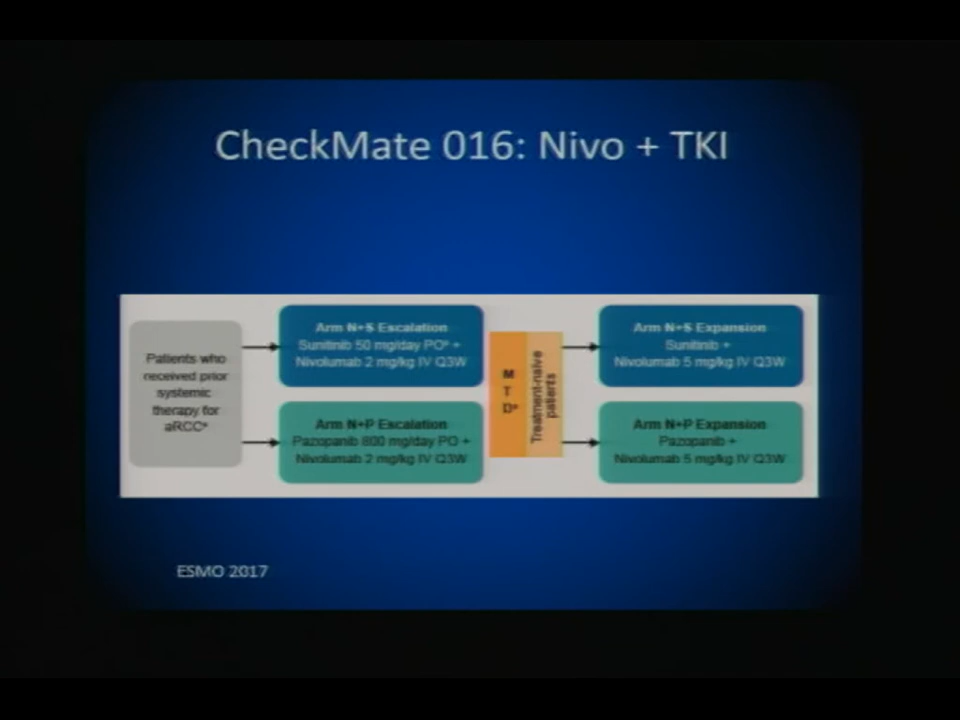 CheckMate 016: Nivo + TKI
Patients who
received prior
systemic
therapy for
aRCCᵃ
Arm N+S Escalation
Sunitinib 50 mg/day POᵇ +
Nivolumab 2 mg/kg IV Q3W
Arm N+P Escalation
Pazopanib 800 mg/day PO +
Nivolumab 2 mg/kg IV Q3W
M
T
D
Treatment-naive
patients
Arm N+S Expansion
Sunitinib +
Nivolumab 5 mg/kg IV Q3W
Arm N+P Expansion
Pazopanib +
Nivolumab 5 mg/kg IV Q3W
ESMO 2017